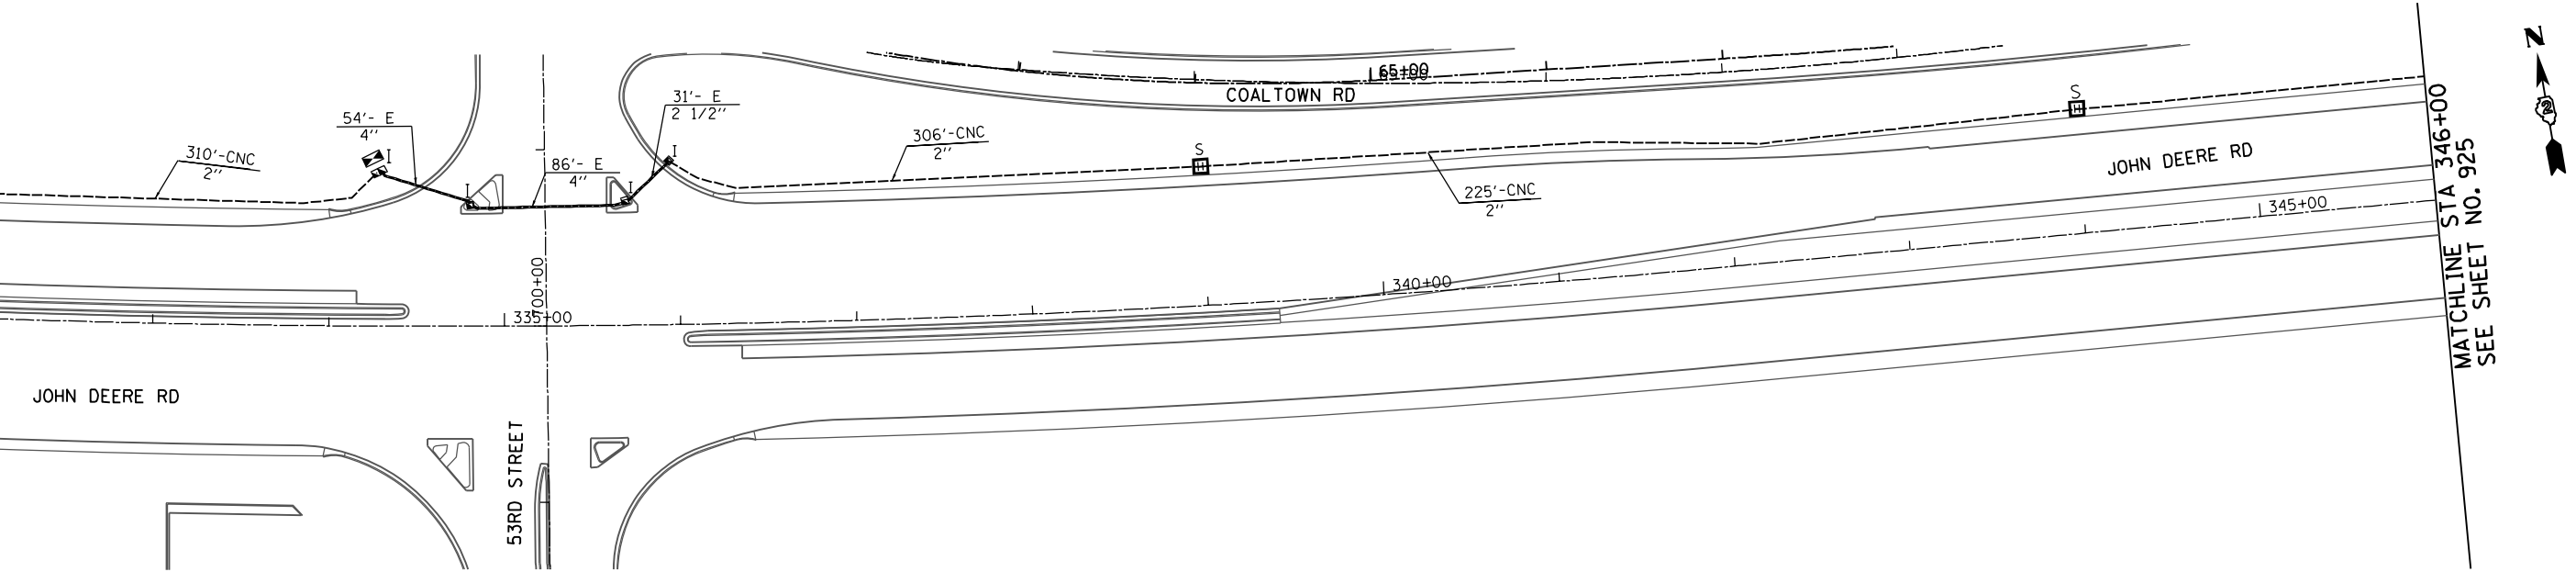 65+00
COALTOWN RD
N
2
S
S
31'- E
2 1/2''
54'- E
4''
I
I
I
I
310'-CNC
2''
86'- E
4''
306'-CNC
2''
225'-CNC
2''
JOHN DEERE RD
345+00
340+00
335+00
JOHN DEERE RD
53RD STREET
MATCHLINE STA 346+00
SEE SHEET NO. 925